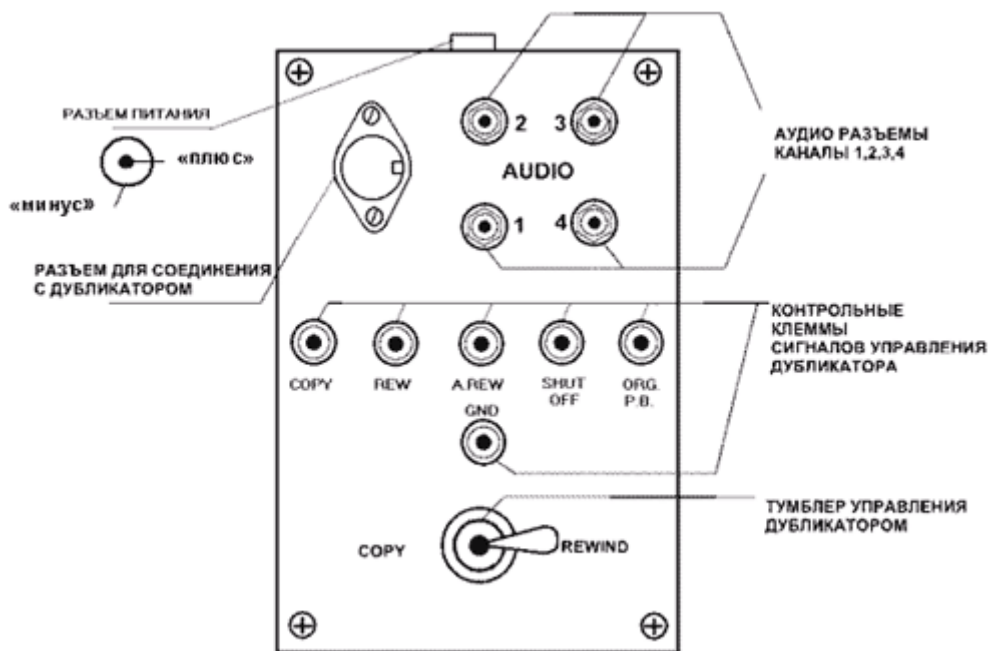 РАЗЪЕМ ПИТАНИЯ
«ПЛЮС»
«минус»
РАЗЪЕМ ДЛЯ СОЕДИНЕНИЯ
С ДУБЛИКАТОРОМ
2 3
AUDIO
1 4
АУДИО РАЗЪЕМЫ
КАНАЛЫ 1,2,3,4
КОНТРОЛЬНЫЕ
КЛЕММЫ
СИГНАЛОВ УПРАВЛЕНИЯ
ДУБЛИКАТОРА
COPY
REW
A.REW
SHUT
OFF
ORG.
P.B.
GND
ТУМБЛЕР УПРАВЛЕНИЯ
ДУБЛИКАТОРОМ
COPY
REWIND